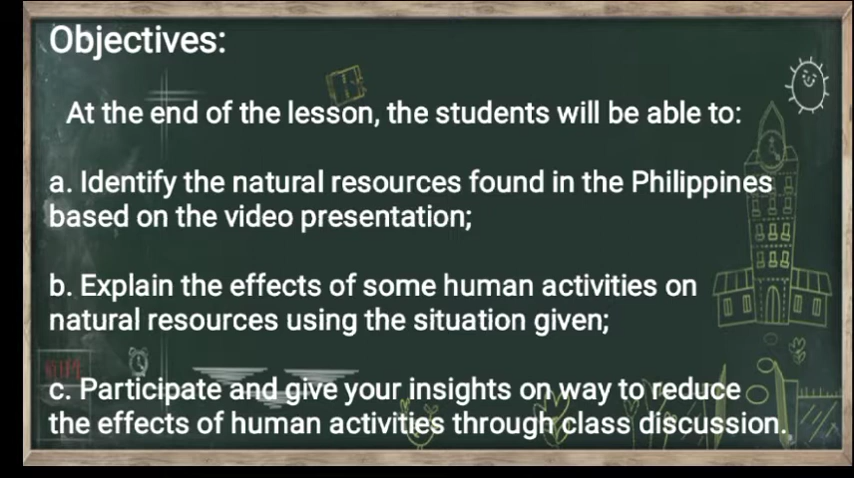 Objectives:
At the end of the lesson, the students will be able to:
a. Identify the natural resources found in the Philippines
based on the video presentation;
b. Explain the effects of some human activities on
natural resources using the situation given;
c. Participate and give your insights on way to reduce
the effects of human activities through class discussion.